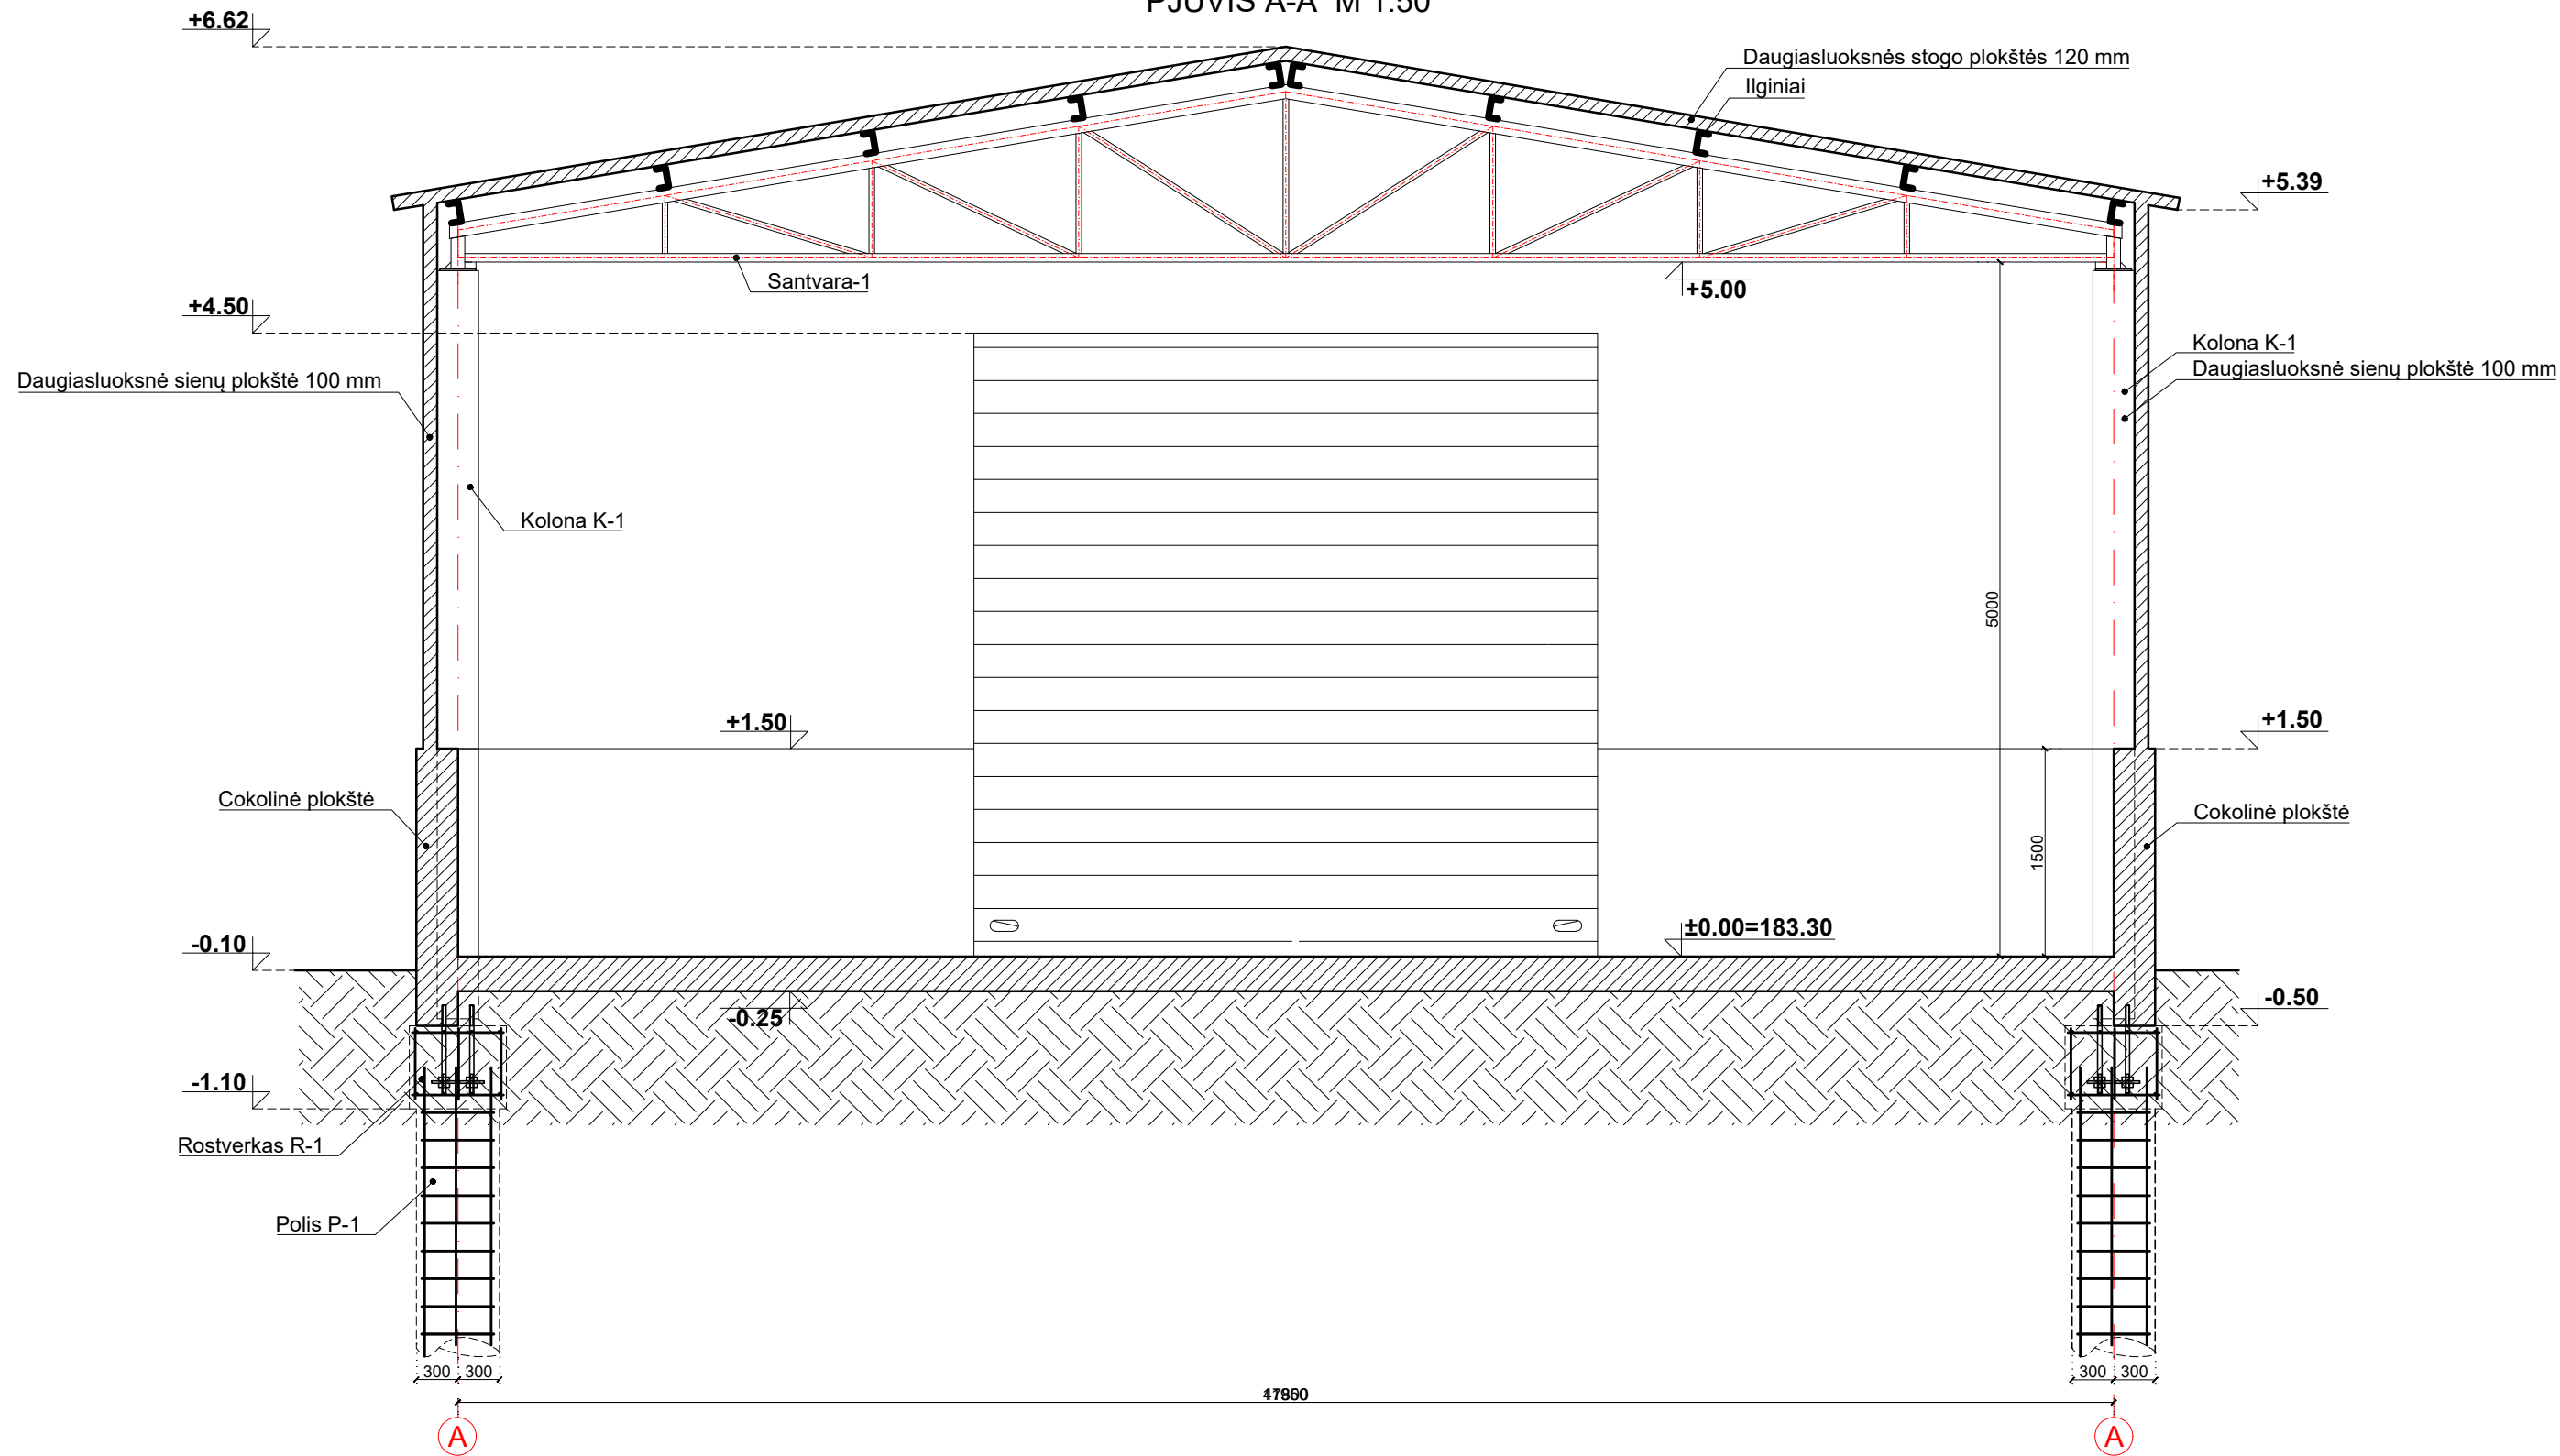 PJŪVIS A-A  M 1:50
+6.62
Daugiasluoksnės stogo plokštės 120 mm
Ilginiai
+5.39
Santvara-1
+5.00
+4.50
Kolona K-1
Daugiasluoksnė sienų plokštė 100 mm
Daugiasluoksnė sienų plokštė 100 mm
Kolona K-1
5000
+1.50
+1.50
Cokolinė plokštė
Cokolinė plokštė
1500
-0.10
±0.00=183.30
-0.25
-0.50
-1.10
Rostverkas R-1
Polis P-1
300 300
300 300
A
A